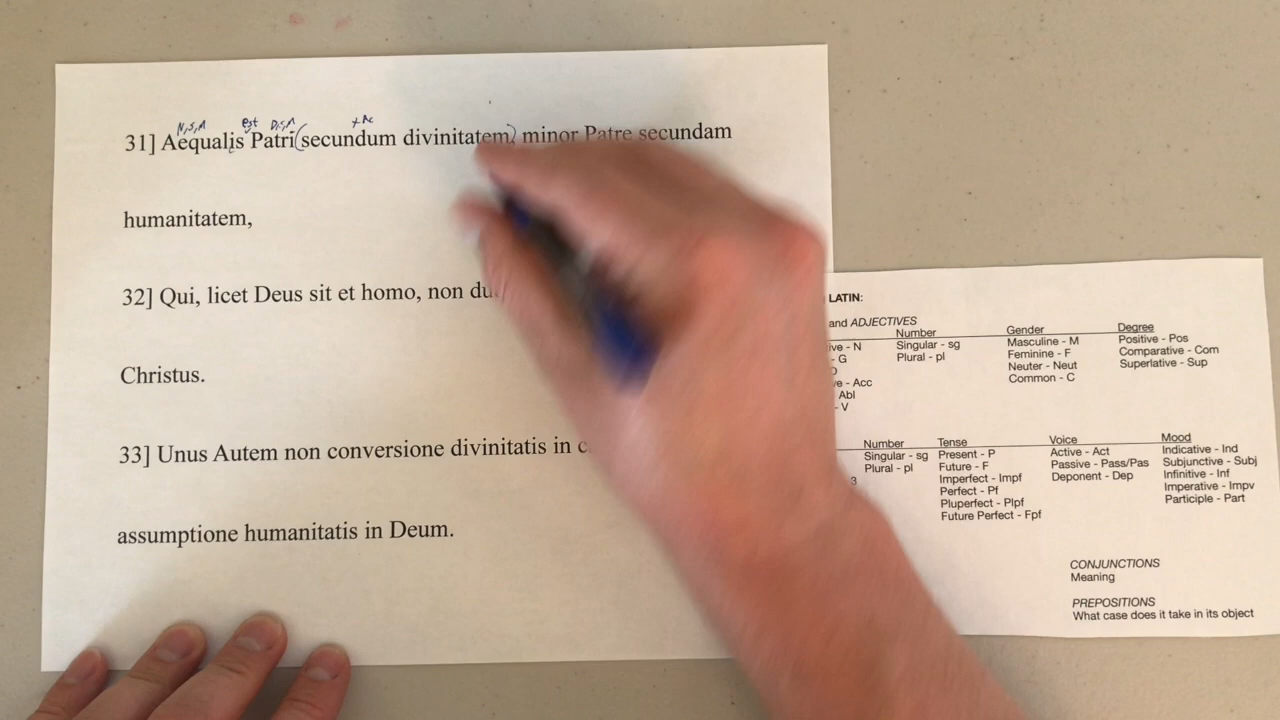 N,S,M est D,S,M + Ac
31] Aequalis Patri (secundum divinitatem) minor Patre secundam
humanitatem,
32] Qui, licet Deus sit et homo, non
Christus.
33] Unus Autem non conversione divinitatis in
assumptione humanitatis in Deum.
LATIN:
and ADJECTIVES
Number Gender Degree
- N Singular - sg Masculine - M Positive - Pos
- G Plural - pl Feminine - F Comparative - Com
Neuter - Neut Superlative - Sup
- Acc Common - C
Abl
- V
Number Tense Voice Mood
Singular - sg Present - P Active - Act Indicative - Ind
Plural - pl Future - F Passive - Pass/Pas Subjunctive - Subj
3 Imperfect - Impf Deponent - Dep Infinitive - Inf
Perfect - Pf Imperative - Impv
Pluperfect - Plpf Participle - Part
Future Perfect - Fpf
CONJUNCTIONS
Meaning
PREPOSITIONS
What case does it take in its object